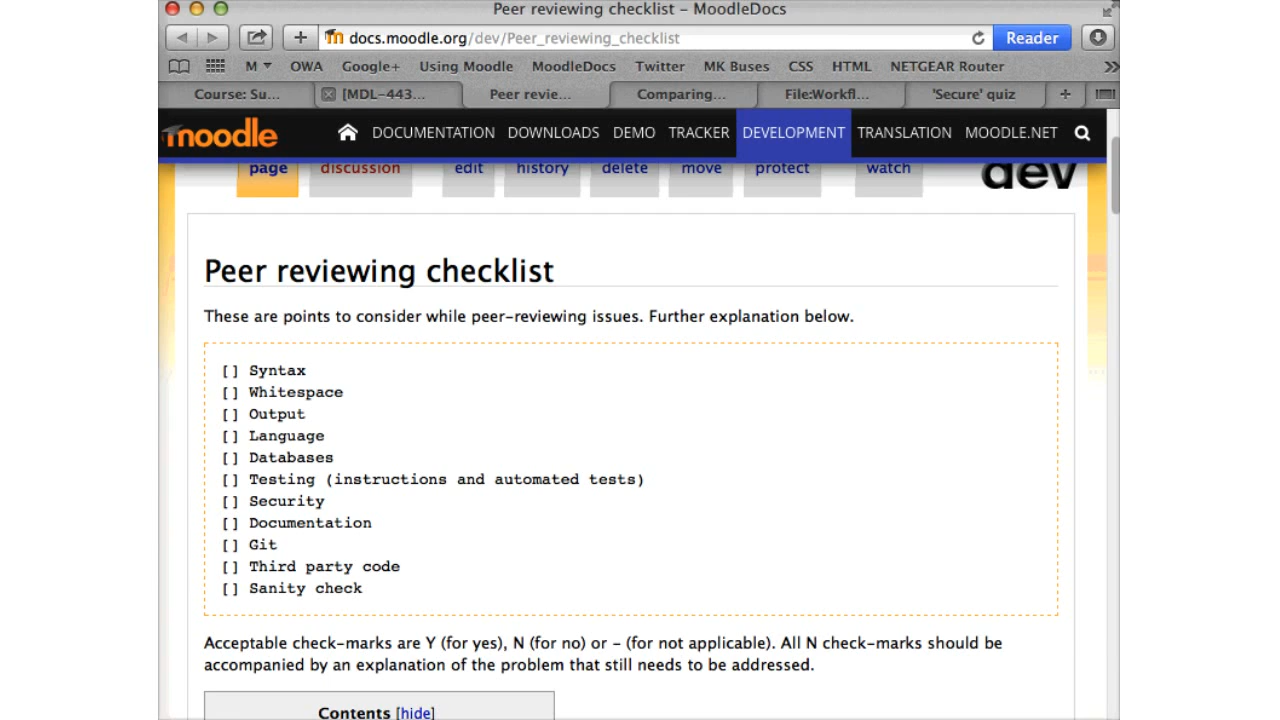 Peer reviewing checklist – MoodleDocs
docs.moodle.org/dev/Peer_reviewing_checklist
Reader
M OWA Google+ Using Moodle MoodleDocs Twitter MK Buses CSS HTML NETGEAR Router
Course: Su... [MDL-443... Peer revie... Comparing... File:Workfl... 'Secure' quiz
moodle DOCUMENTATION DOWNLOADS DEMO TRACKER DEVELOPMENT TRANSLATION MOODLE.NET
page discussion edit history delete move protect watch dev
Peer reviewing checklist
These are points to consider while peer-reviewing issues. Further explanation below.
[] Syntax
[] Whitespace
[] Output
[] Language
[] Databases
[] Testing (instructions and automated tests)
[] Security
[] Documentation
[] Git
[] Third party code
[] Sanity check
Acceptable check-marks are Y (for yes), N (for no) or - (for not applicable). All N check-marks should be
accompanied by an explanation of the problem that still needs to be addressed.
Contents [hide]